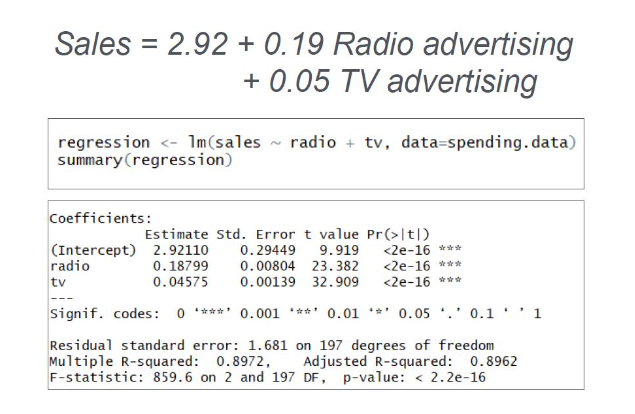 Sales = 2.92 + 0.19 Radio advertising
+ 0.05 TV advertising
regression <- lm(sales ~ radio + tv, data=spending.data)
summary(regression)
Coefficients:
Estimate Std. Error t value Pr(>|t|)
(Intercept) 2.92110 0.29449 9.919 <2e-16 ***
radio 0.18799 0.00804 23.382 <2e-16 ***
tv 0.04575 0.00139 32.909 <2e-16 ***
---
Signif. codes: 0 ‘***’ 0.001 ‘**’ 0.01 ‘*’ 0.05 ‘.’ 0.1 ‘ ’ 1
Residual standard error: 1.681 on 197 degrees of freedom
Multiple R-squared: 0.8972, Adjusted R-squared: 0.8962
F-statistic: 859.6 on 2 and 197 DF, p-value: < 2.2e-16